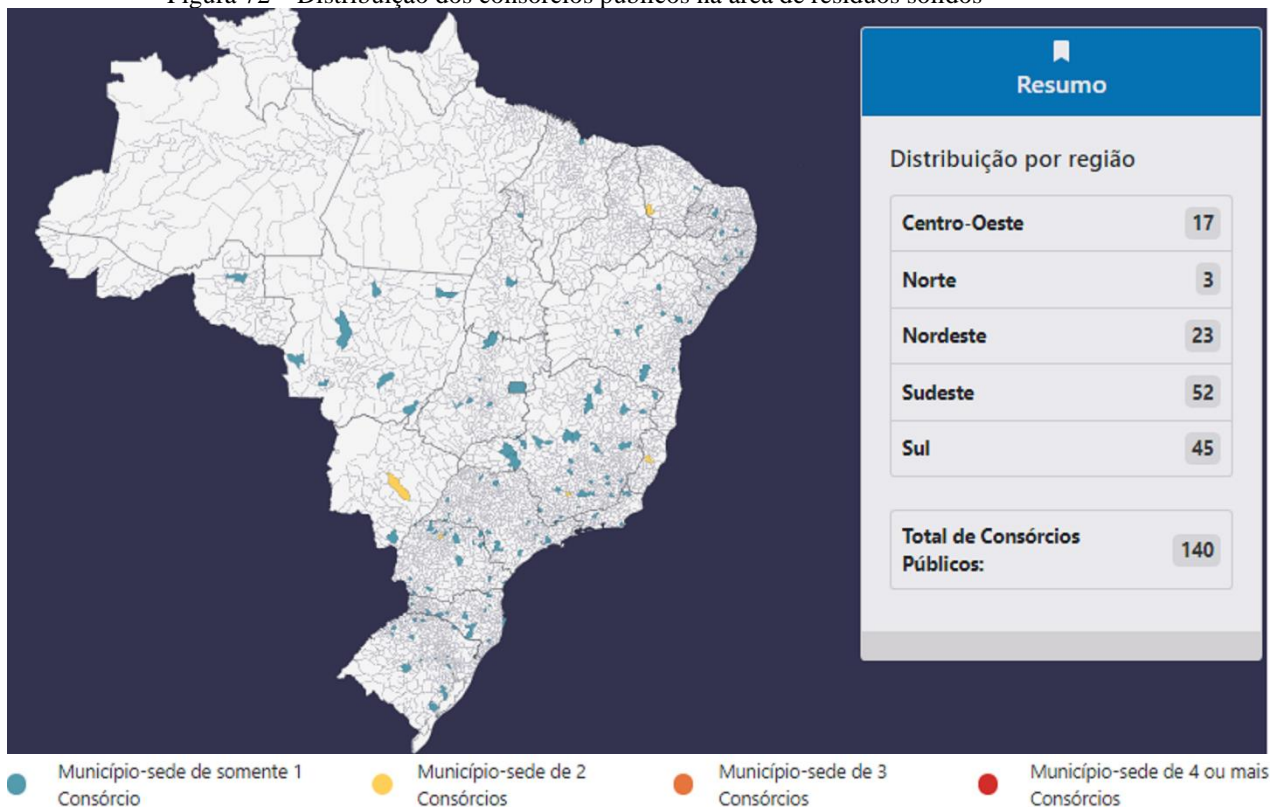 Figura 72 – Distribuição dos consórcios públicos na área de resíduos sólidos
Resumo
Distribuição por região
Centro-Oeste 17
Norte 3
Nordeste 23
Sudeste 52
Sul 45
Total de Consórcios
Públicos: 140
Município-sede de somente 1
Consórcio
Município-sede de 2
Consórcios
Município-sede de 3
Consórcios
Município-sede de 4 ou mais
Consórcios